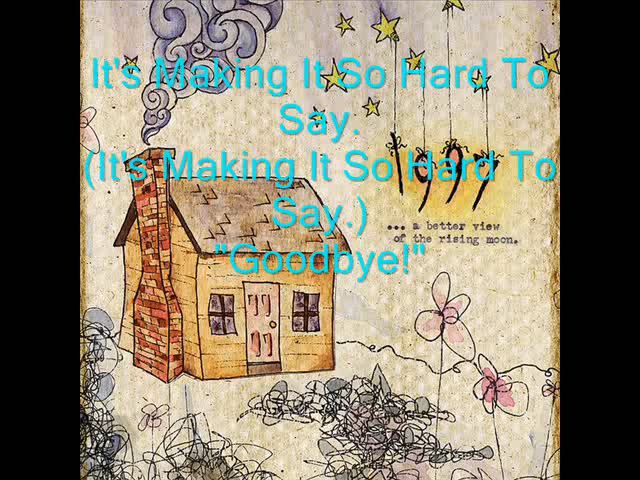 It's Making It So Hard To
Say.
(It's Making It So Hard To
Say.)
"Goodbye!"
1997
... a better view
of the rising moon.